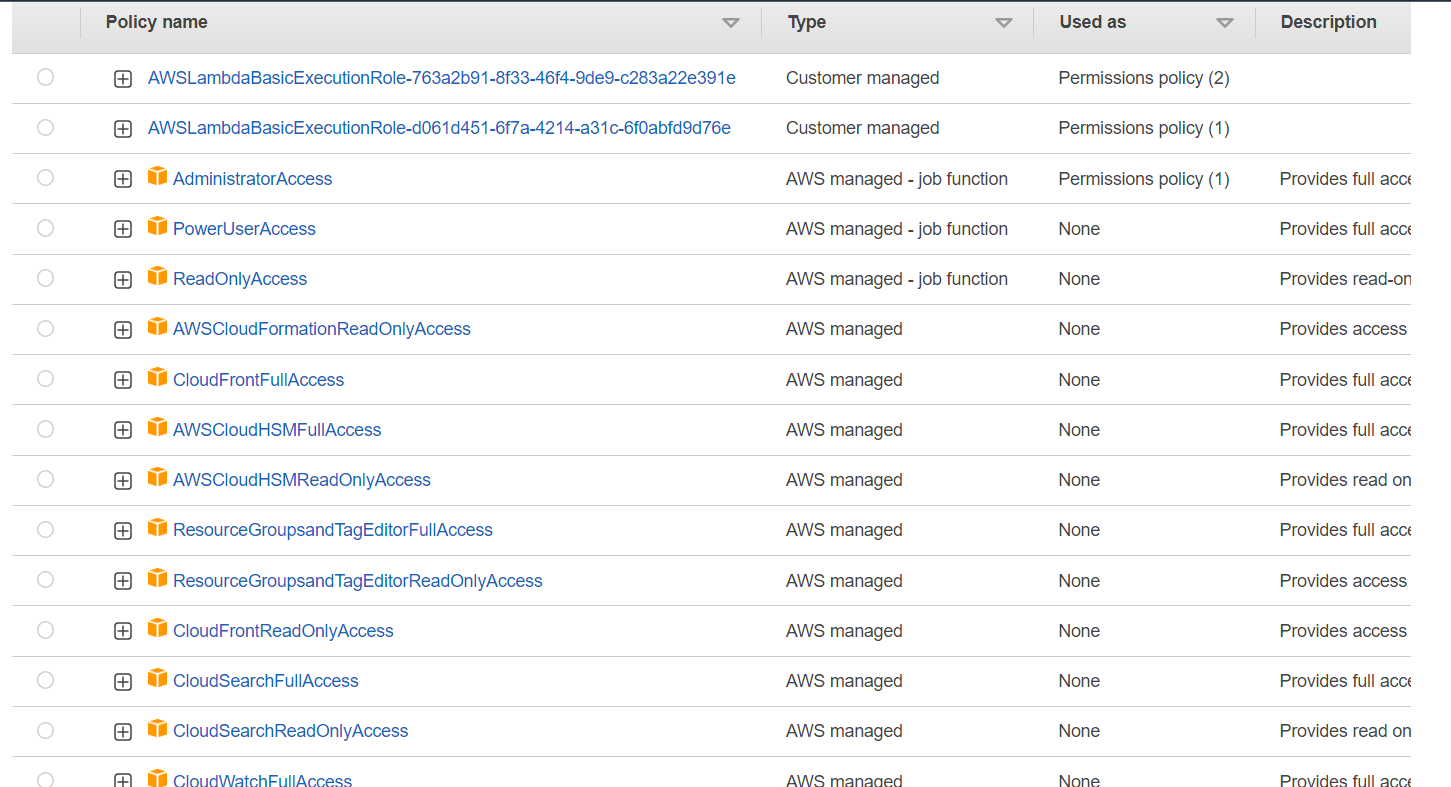 Policy name Type Used as Description
AWSLambdaBasicExecutionRole-763a2b91-8f33-46f4-9de9-c283a22e391e Customer managed Permissions policy (2)
AWSLambdaBasicExecutionRole-d061d451-6f7a-4214-a31c-6f0abfd9d76e Customer managed Permissions policy (1)
AdministratorAccess AWS managed - job function Permissions policy (1) Provides full acce
PowerUserAccess AWS managed - job function None Provides full acce
ReadOnlyAccess AWS managed - job function None Provides read-on
AWSCloudFormationReadOnlyAccess AWS managed None Provides access
CloudFrontFullAccess AWS managed None Provides full acce
AWSCloudHSMFullAccess AWS managed None Provides full acce
AWSCloudHSMReadOnlyAccess AWS managed None Provides read on
ResourceGroupsandTagEditorFullAccess AWS managed None Provides full acce
ResourceGroupsandTagEditorReadOnlyAccess AWS managed None Provides access
CloudFrontReadOnlyAccess AWS managed None Provides access
CloudSearchFullAccess AWS managed None Provides full acce
CloudSearchReadOnlyAccess AWS managed None Provides read on
CloudWatchFullAccess AWS managed None Provides full acce